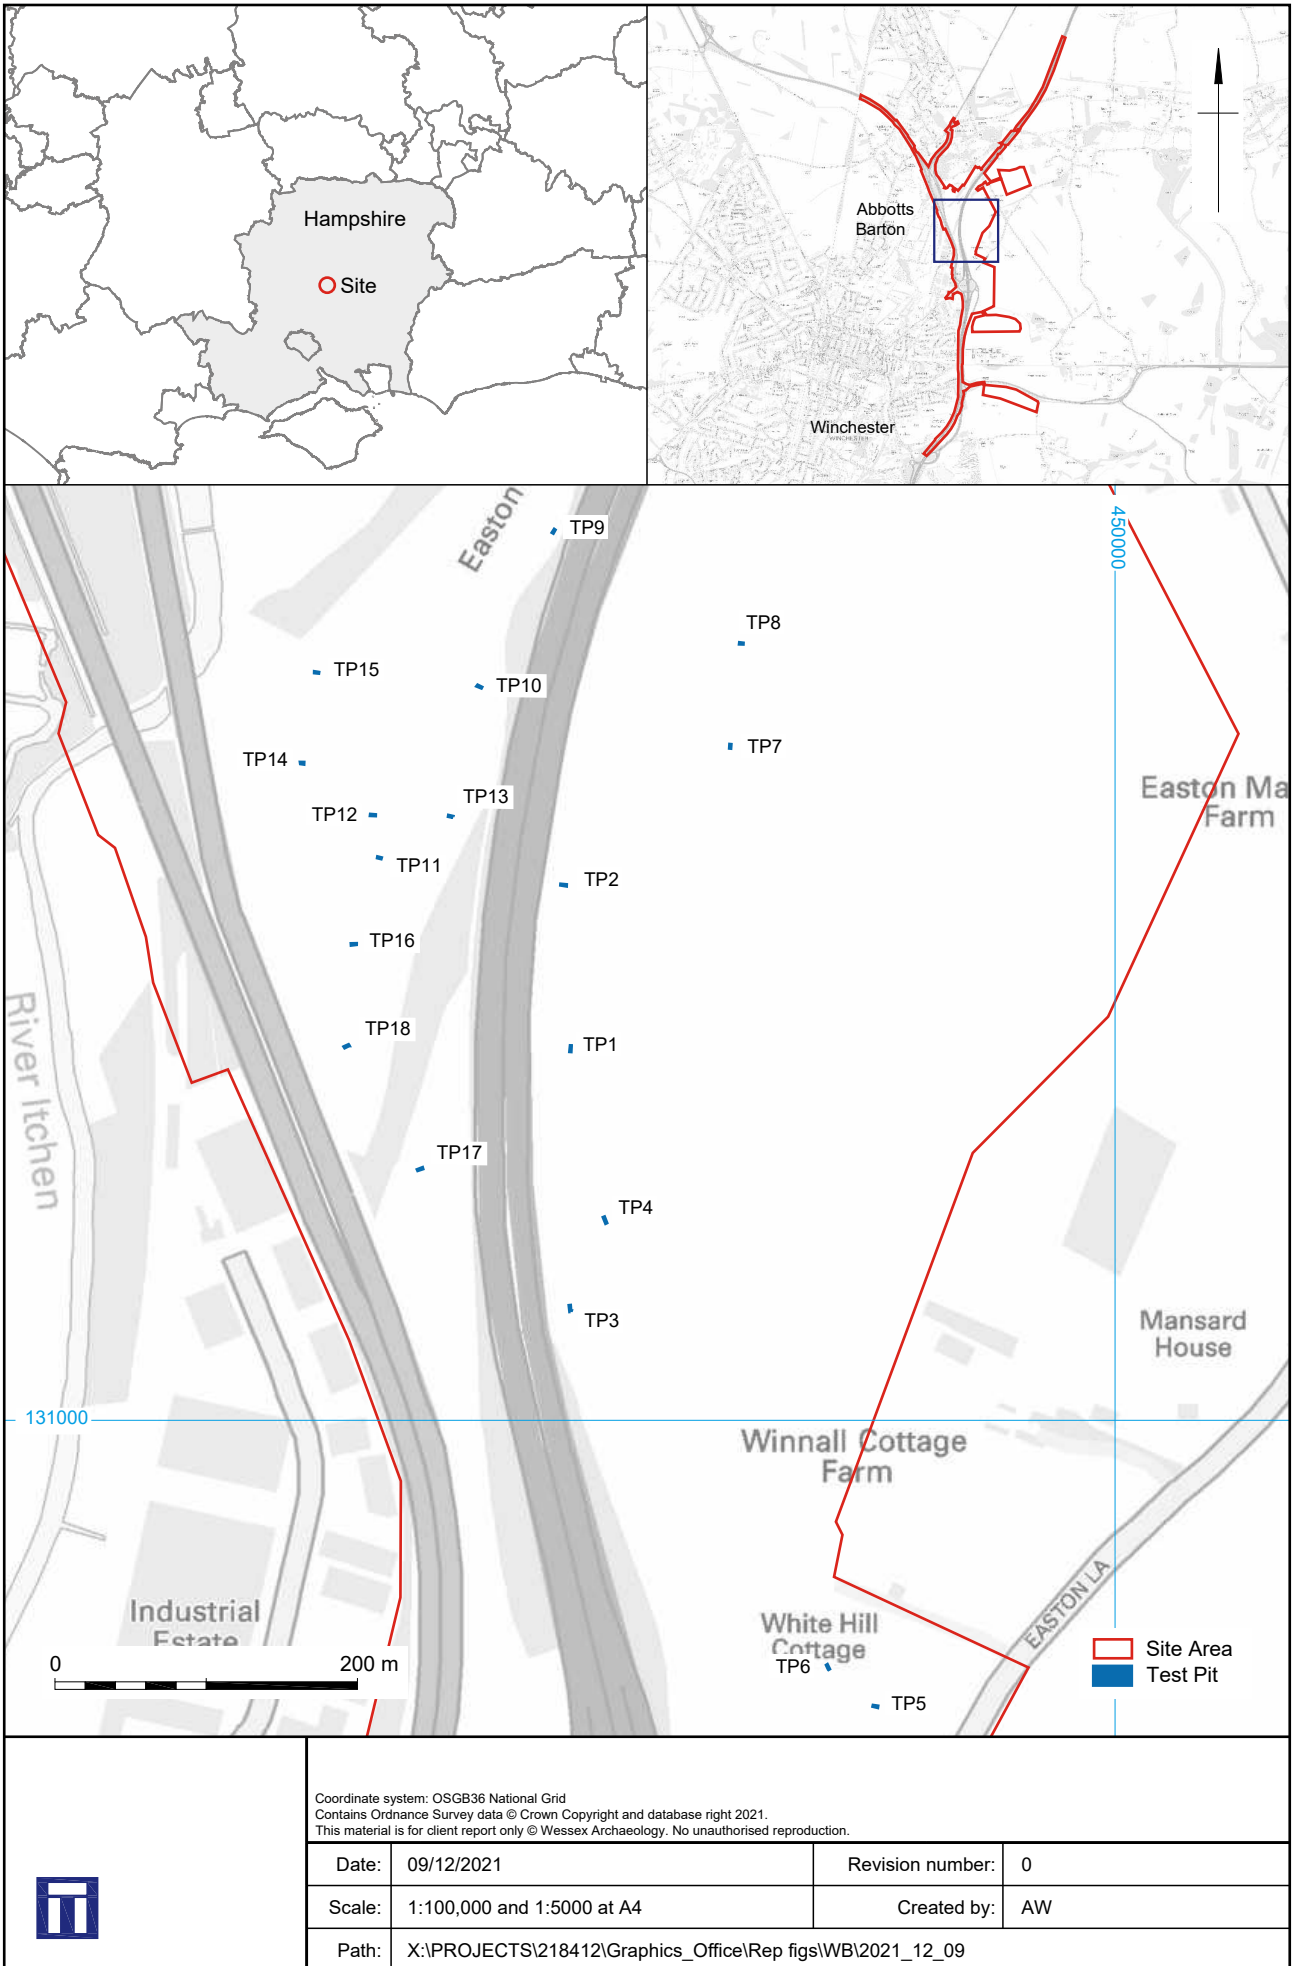 Hampshire
Site
Abbotts
Barton
Winchester
WINCHESTER
Easton
TP9
450000
TP8
TP15
TP10
TP14
TP7
TP12
TP13
Easton Ma
Farm
TP11
TP2
TP16
River Itchen
TP18
TP1
TP17
TP4
TP3
Mansard
House
131000
Winnall Cottage
Farm
EASTON LA
Industrial
Estate
White Hill
Cottage
0 200 m
TP6
TP5
Site Area
Test Pit
Coordinate system: OSGB36 National Grid
Contains Ordnance Survey data © Crown Copyright and database right 2021.
This material is for client report only © Wessex Archaeology. No unauthorised reproduction.
Date: 09/12/2021 Revision number: 0
Scale: 1:100,000 and 1:5000 at A4 Created by: AW
Path: X:\PROJECTS\218412\Graphics_Office\Rep figs\WB\2021_12_09